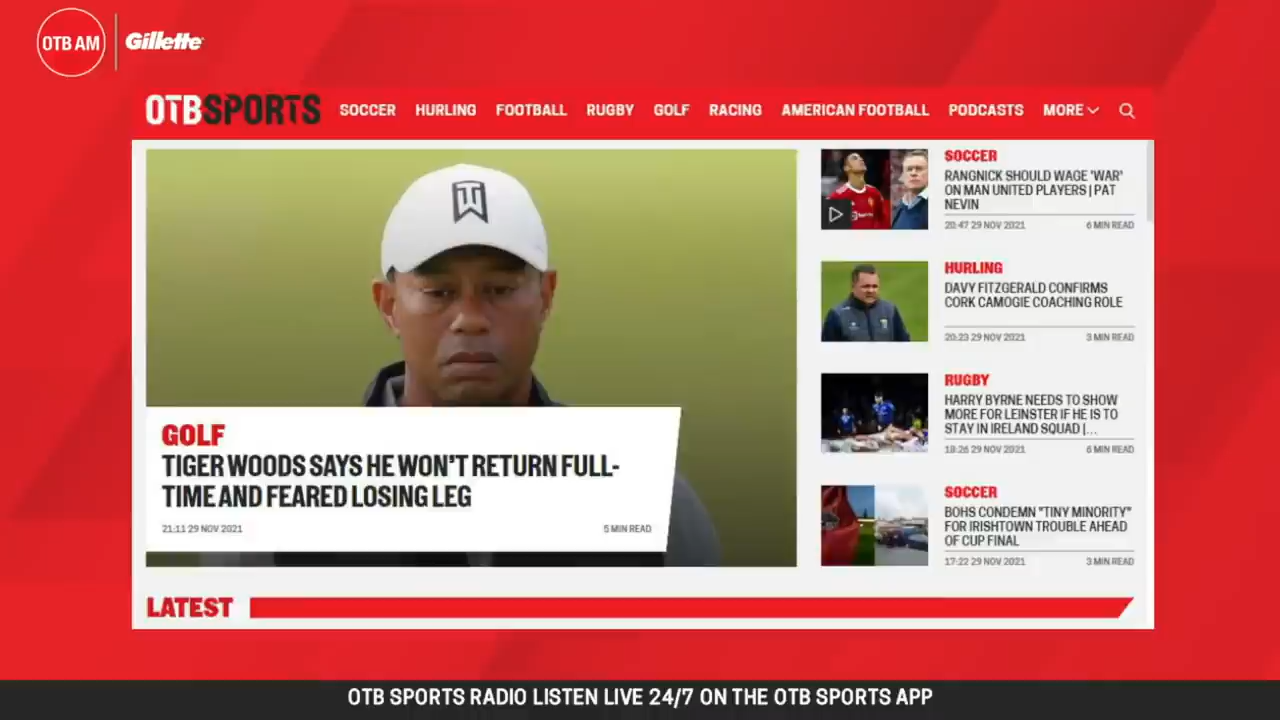 OTB AM
Gillette
OTBSPORTS
SOCCER HURLING FOOTBALL RUGBY GOLF RACING AMERICAN FOOTBALL PODCASTS MORE
GOLF
TIGER WOODS SAYS HE WON'T RETURN FULL-
TIME AND FEARED LOSING LEG
21:11 29 NOV 2021 5 MIN READ
SOCCER
RANGNICK SHOULD WAGE 'WAR'
ON MAN UNITED PLAYERS | PAT
NEVIN
20:47 29 NOV 2021 6 MIN READ
HURLING
DAVY FITZGERALD CONFIRMS
CORK CAMOGIE COACHING ROLE
20:23 29 NOV 2021 3 MIN READ
RUGBY
HARRY BYRNE NEEDS TO SHOW
MORE FOR LEINSTER IF HE IS TO
STAY IN IRELAND SQUAD |...
18:26 29 NOV 2021 6 MIN READ
SOCCER
BOHS CONDEMN "TINY MINORITY"
FOR IRISHTOWN TROUBLE AHEAD
OF CUP FINAL
17:22 29 NOV 2021 3 MIN READ
LATEST
OTB SPORTS RADIO LISTEN LIVE 24/7 ON THE OTB SPORTS APP